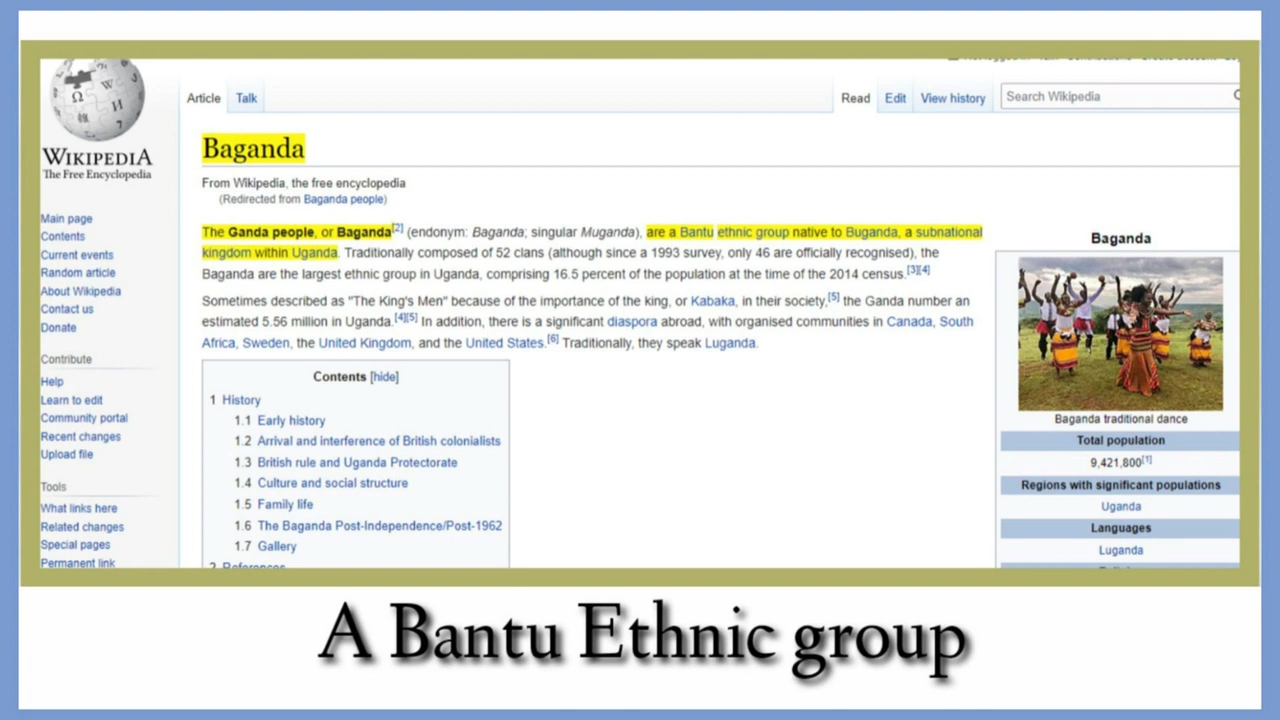 Article Talk Read Edit View history Search Wikipedia
WIKIPEDIA
The Free Encyclopedia
Main page
Contents
Current events
Random article
About Wikipedia
Contact us
Donate
Contribute
Help
Learn to edit
Community portal
Recent changes
Upload file
Tools
What links here
Related changes
Special pages
Permanent link
Baganda
From Wikipedia, the free encyclopedia
(Redirected from Baganda people)
The Ganda people, or Baganda[2] (endonym: Baganda; singular Muganda), are a Bantu ethnic group native to Buganda, a subnational
kingdom within Uganda. Traditionally composed of 52 clans (although since a 1993 survey, only 46 are officially recognised), the
Baganda are the largest ethnic group in Uganda, comprising 16.5 percent of the population at the time of the 2014 census.[3][4]
Sometimes described as "The King's Men" because of the importance of the king, or Kabaka, in their society,[5] the Ganda number an
estimated 5.56 million in Uganda.[4][5] In addition, there is a significant diaspora abroad, with organised communities in Canada, South
Africa, Sweden, the United Kingdom, and the United States.[6] Traditionally, they speak Luganda.
Contents [hide]
1 History
1.1 Early history
1.2 Arrival and interference of British colonialists
1.3 British rule and Uganda Protectorate
1.4 Culture and social structure
1.5 Family life
1.6 The Baganda Post-Independence/Post-1962
1.7 Gallery
2 References
Baganda
Baganda traditional dance
Total population
9,421,800[1]
Regions with significant populations
Uganda
Languages
Luganda
A Bantu Ethnic group